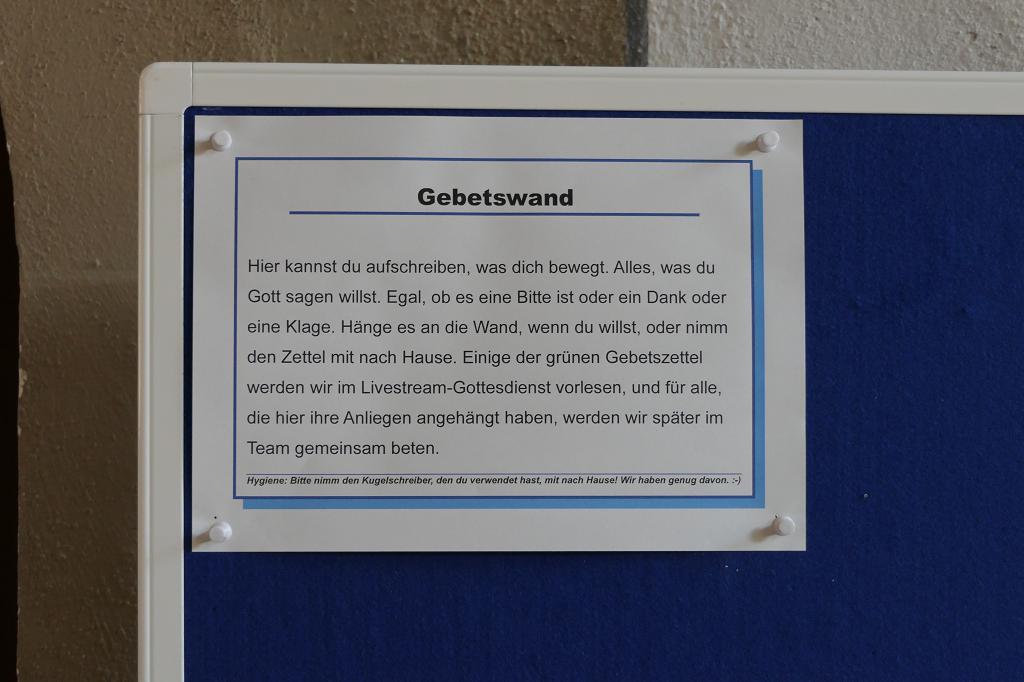 Gebetswand
Hier kannst du aufschreiben, was dich bewegt. Alles, was du
Gott sagen willst. Egal, ob es eine Bitte ist oder ein Dank oder
eine Klage. Hänge es an die Wand, wenn du willst, oder nimm
den Zettel mit nach Hause. Einige der grünen Gebetszettel
werden wir im Livestream-Gottesdienst vorlesen, und für alle,
die hier ihre Anliegen angehängt haben, werden wir später im
Team gemeinsam beten.
Hygiene: Bitte nimm den Kugelschreiber, den du verwendet hast, mit nach Hause! Wir haben genug davon. :-)